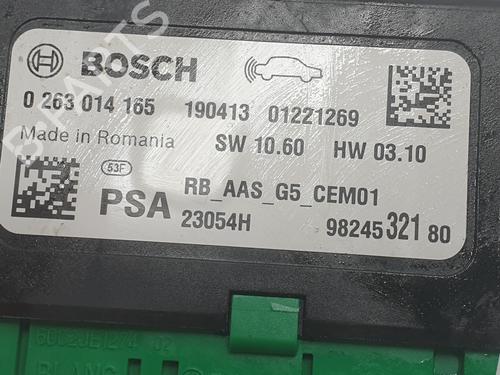 BOSCH
0 263 014 165 190413 01221269
Made in Romania SW 10.60 HW 03.10
53F RB_AAS_G5_CEM01
PSA 23054H 98245 321 80
B-PARTS